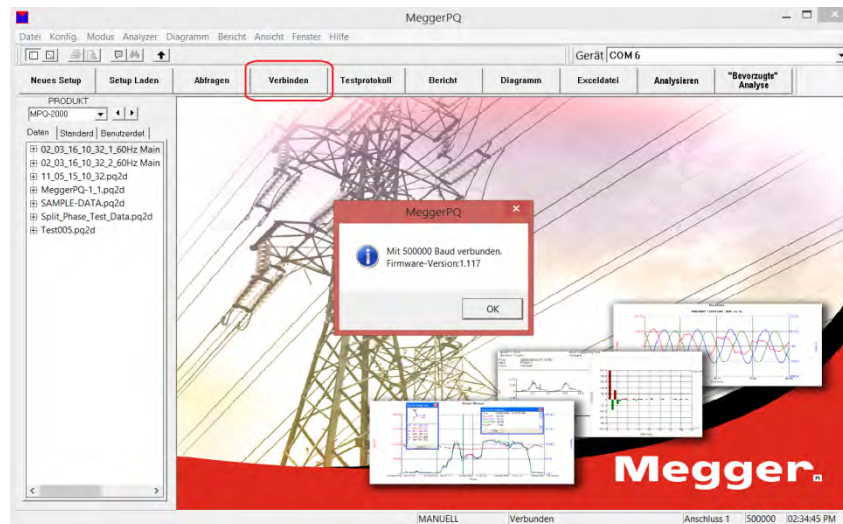 MeggerPQ
Datei Konfig. Modus Analyzer Diagramm Bericht Ansicht Fenster Hilfe
Gerät COM 6
Neues Setup Setup Laden Abfragen Verbinden Testprotokoll Bericht Diagramm Exceldatei Analysieren "Bevorzugte" Analyse
PRODUKT
MPQ-2000
Daten Standard Benutzerdef.
02_03_16_10_32_1_60Hz Main
02_03_16_10_32_2_60Hz Main
11_05_15_10_32.pq2d
MeggerPQ-1_1.pq2d
SAMPLE-DATA.pq2d
Split_Phase_Test_Data.pq2d
Test005.pq2d
MeggerPQ
Mit 500000 Baud verbunden.
Firmware-Version:1.117
OK
Megger
MANUELL Verbunden Anschluss 1 500000 02:34:45 PM